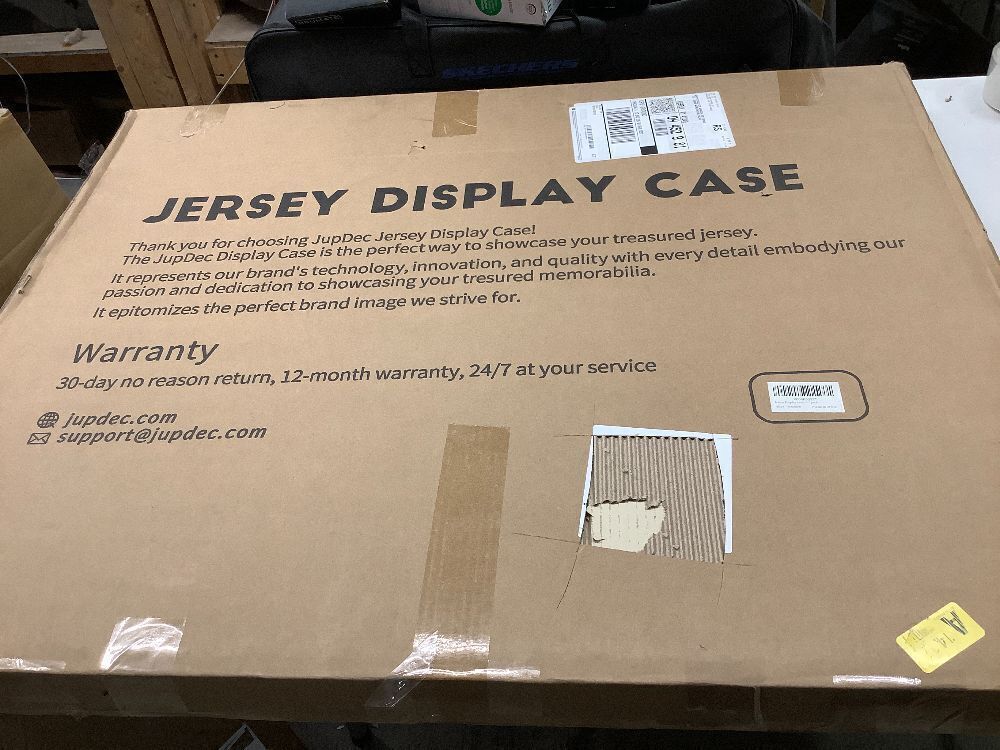 SKECHERS
JERSEY DISPLAY CASE
Thank you for choosing JupDec Jersey Display Case!
The JupDec Display Case is the perfect way to showcase your treasured jersey.
It represents our brand's technology, innovation, and quality with every detail embodying our
passion and dedication to showcasing your tresured memorabilia.
It epitomizes the perfect brand image we strive for.
Warranty
30-day no reason return, 12-month warranty, 24/7 at your service
jupdec.com
support@jupdec.com
A